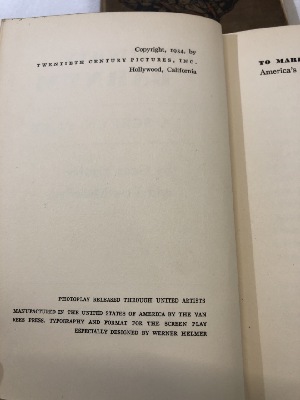 Copyright, 1934, by
TWENTIETH CENTURY PICTURES, INC.
Hollywood, California
PHOTOPLAY RELEASED THROUGH UNITED ARTISTS
MANUFACTURED IN THE UNITED STATES OF AMERICA BY THE VAN
REES PRESS. TYPOGRAPHY AND FORMAT FOR THE SCREEN PLAY
ESPECIALLY DESIGNED BY WERNER HELMER
TO MARI
America's